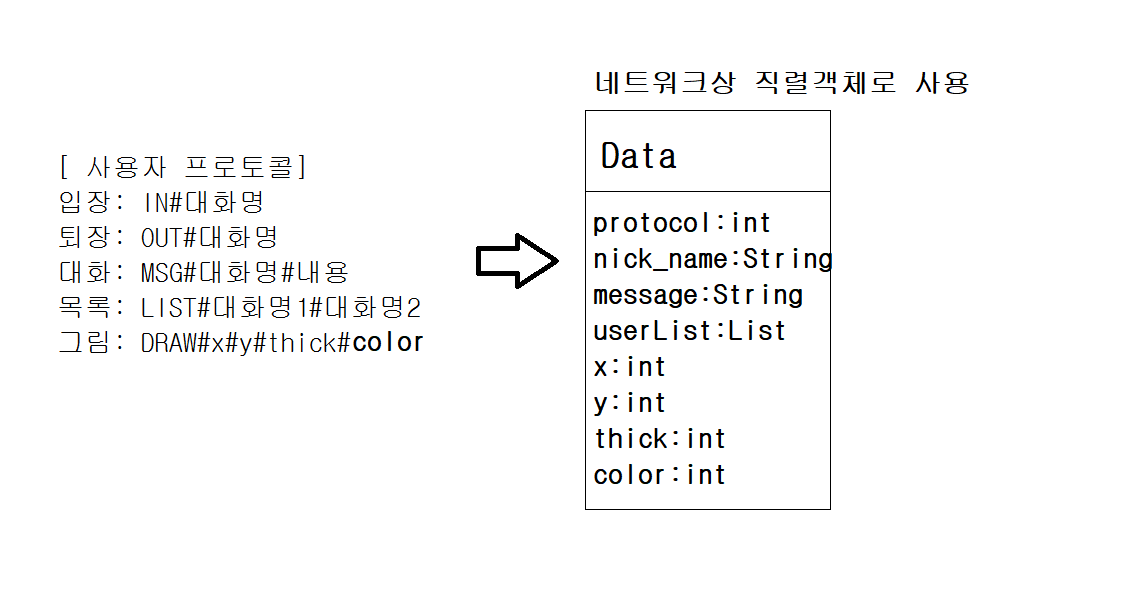 네트워크상 직렬객체로 사용
[ 사용자 프로토콜]
입장: IN#대화명
퇴장: OUT#대화명
대화: MSG#대화명#내용
목록: LIST#대화명1#대화명2
그림: DRAW#x#y#thick#color
Data
protocol:int
nick_name:String
message:String
userList:List
x:int
y:int
thick:int
color:int